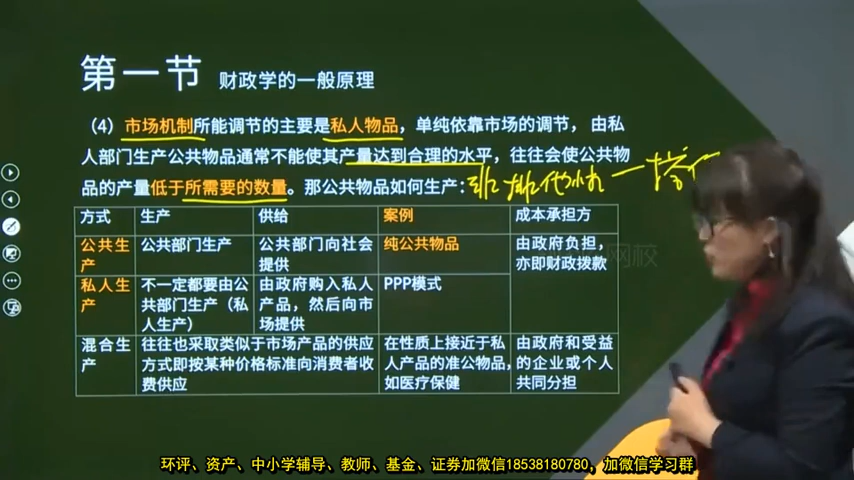 第一节 财政学的一般原理
（4）市场机制所能调节的主要是私人物品，单纯依靠市场的调节， 由私
人部门生产公共物品通常不能使其产量达到合理的水平，往往会使公共物
品的产量低于所需要的数量。那公共物品如何生产：
非排他性一搭
方式 生产 供给 案例 成本承担方
公共生产 公共部门生产 公共部门向社会提供 纯公共物品 由政府负担，亦即财政拨款
私人生产 不一定都要由公共部门生产（私人生产） 由政府购入私人产品，然后向市场提供 PPP模式
混合生产 往往也采取类似于市场产品的供应方式即按某种价格标准向消费者收费供应 在性质上接近于私人产品的准公物品，如医疗保健 由政府和受益的企业或个人共同分担
网校
环评、资产、中小学辅导、教师、基金、证券加微信18538180780，加微信学习群